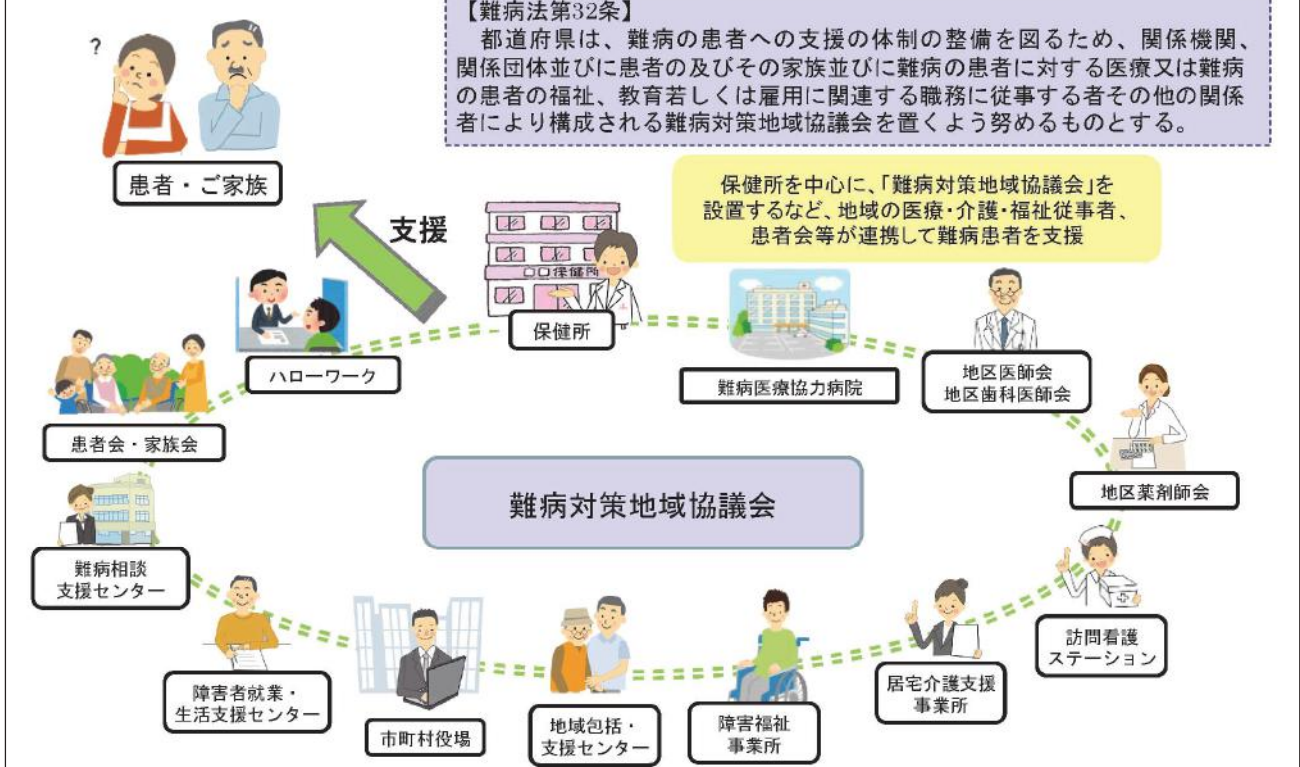 【難病法第32条】
都道府県は、難病の患者への支援の体制の整備を図るため、関係機関、
関係団体並びに患者の及びその家族並びに難病の患者に対する医療又は難病
の患者の福祉、教育若しくは雇用に関連する職務に従事する者その他の関係
者により構成される難病対策地域協議会を置くよう努めるものとする。
?
患者・ご家族
保健所を中心に、「難病対策地域協議会」を
設置するなど、地域の医療・介護・福祉従事者、
患者会等が連携して難病患者を支援
支援
口口保健所
保健所
ハローワーク
難病医療協力病院
地区医師会
地区歯科医師会
患者会・家族会
地区薬剤師会
難病対策地域協議会
難病相談
支援センター
訪問看護
ステーション
障害者就業・
生活支援センター
市町村役場
地域包括・
支援センター
障害福祉
事業所
居宅介護支援
事業所